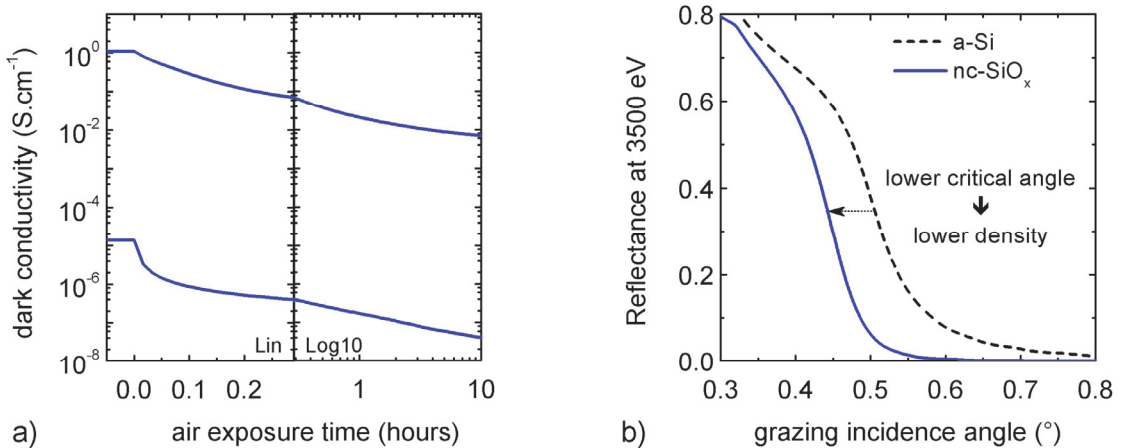 10⁰
10⁻²
10⁻⁴
10⁻⁶
10⁻⁸
dark conductivity (S.cm⁻¹)
Lin
Log10
0.0 0.1 0.2 1 10
air exposure time (hours)
a)
0.8
0.6
0.4
0.2
0.0
Reflectance at 3500 eV
a-Si
nc-SiOₓ
lower critical angle
lower density
0.3 0.4 0.5 0.6 0.7 0.8
grazing incidence angle (°)
b)